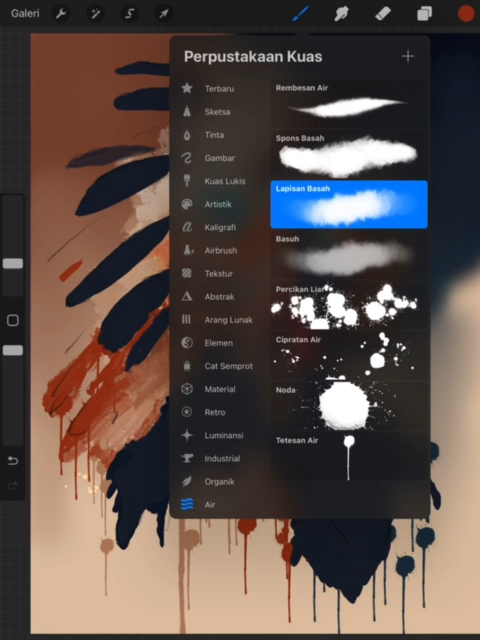 Galeri
Perpustakaan Kuas
Terbaru
Sketsa
Tinta
Gambar
Kuas Lukis
Artistik
Kaligrafi
Airbrush
Tekstur
Abstrak
Arang Lunak
Elemen
Cat Semprot
Material
Retro
Luminansi
Industrial
Organik
Air
Rembesan Air
Spons Basah
Lapisan Basah
Basuh
Percikan Liar
Cipratan Air
Noda
Tetesan Air